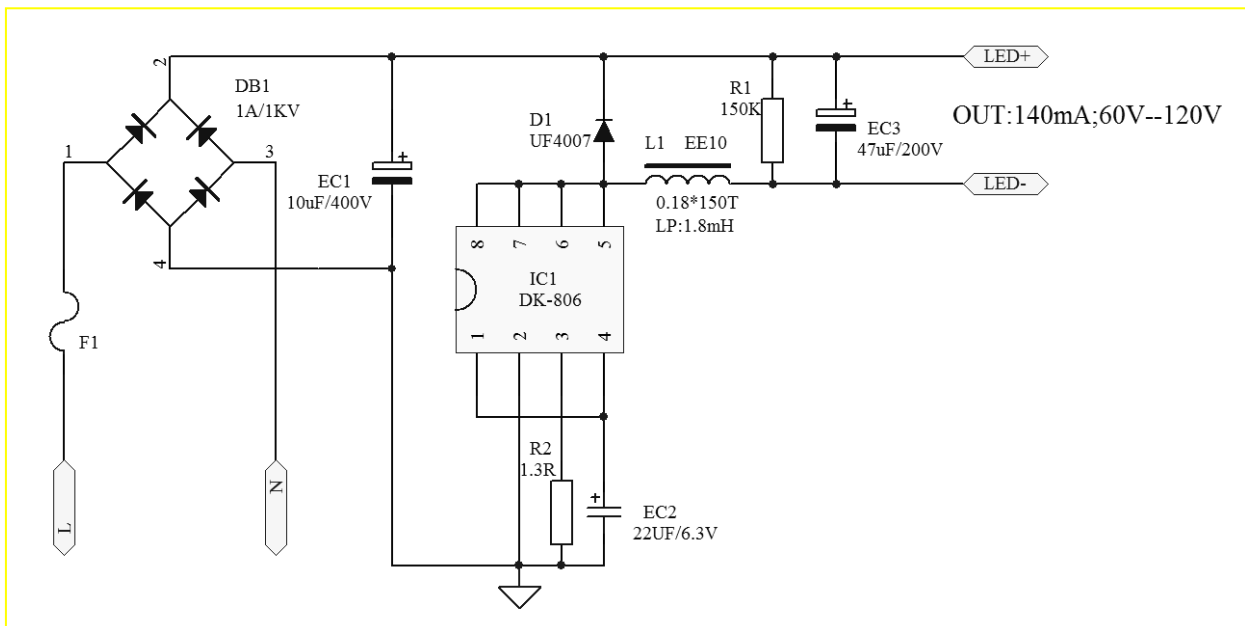 2
DB1
1A/1KV
1
3
4
F1
L
N
EC1
10uF/400V
D1
UF4007
L1 EE10
0.18*150T
LP:1.8mH
R1
150K
EC3
47uF/200V
LED+
OUT:140mA;60V--120V
LED-
8 7 6 5
IC1
DK-806
1 2 3 4
R2
1.3R
EC2
22UF/6.3V